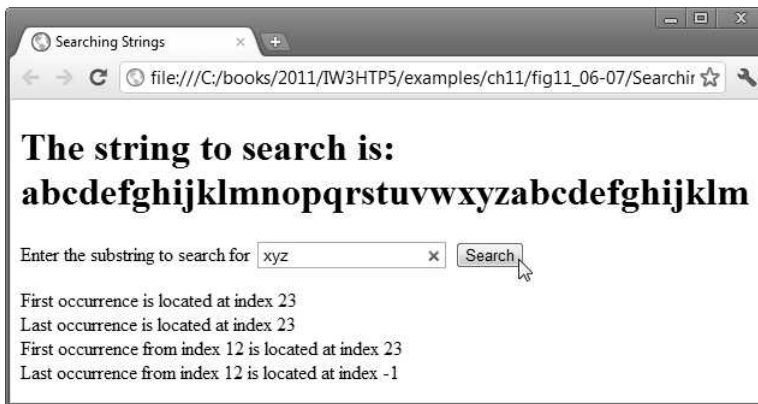 Searching Strings
file:///C:/books/2011/IW3HTP5/examples/ch11/fig11_06-07/Searchin
The string to search is:
abcdefghijklmnopqrstuvwxyzabcdefghijklm
Enter the substring to search for xyz Search
First occurrence is located at index 23
Last occurrence is located at index 23
First occurrence from index 12 is located at index 23
Last occurrence from index 12 is located at index -1